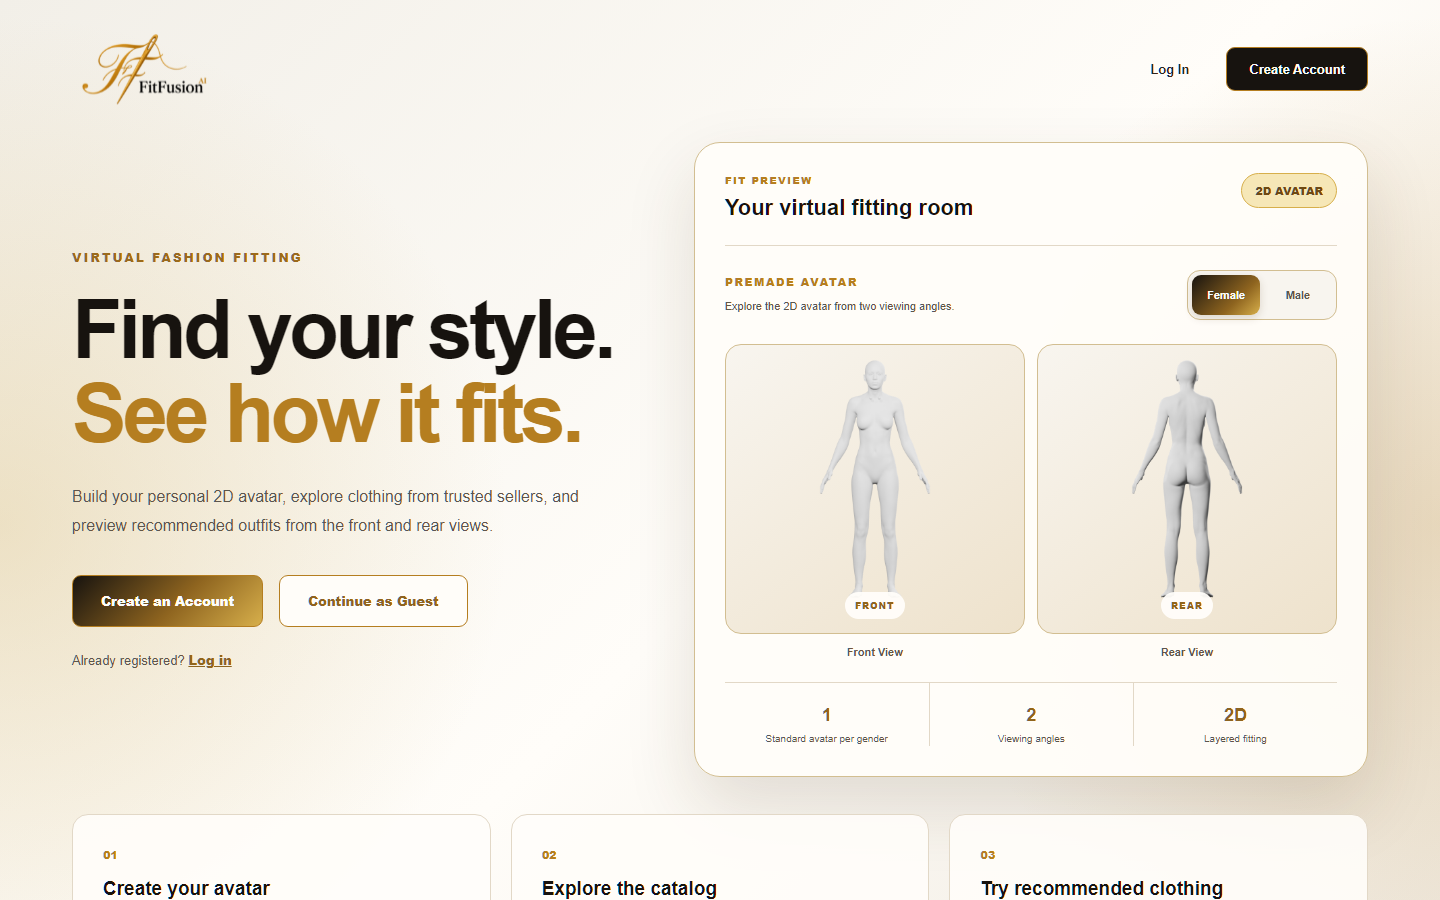 FitFusion AI
Log In
Create Account
VIRTUAL FASHION FITTING
Find your style.
See how it fits.
Build your personal 2D avatar, explore clothing from trusted sellers, and
preview recommended outfits from the front and rear views.
Create an Account
Continue as Guest
Already registered? Log in
FIT PREVIEW
Your virtual fitting room
2D AVATAR
PREMADE AVATAR
Explore the 2D avatar from two viewing angles.
Female
Male
FRONT
REAR
Front View
Rear View
1
Standard avatar per gender
2
Viewing angles
2D
Layered fitting
01
Create your avatar
02
Explore the catalog
03
Try recommended clothing